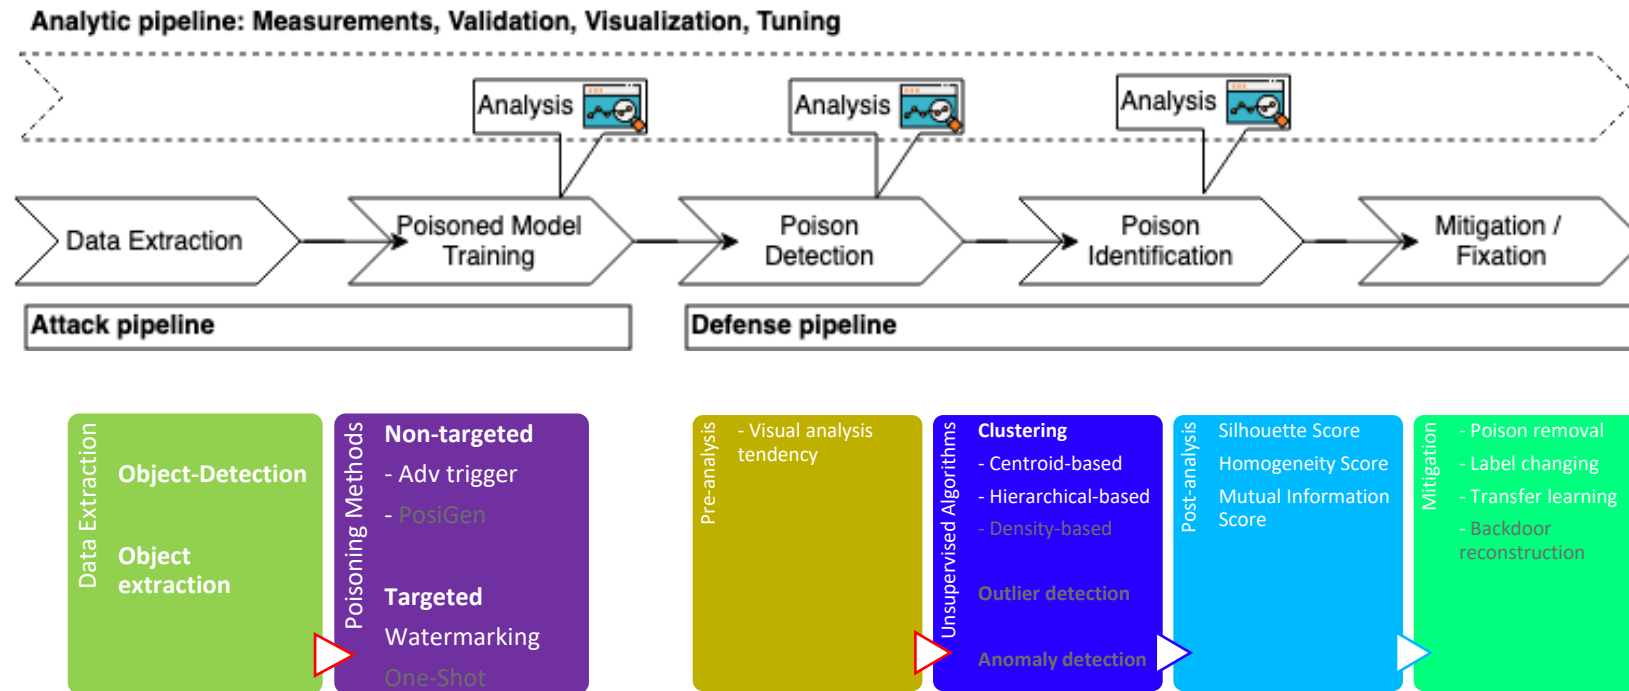 Analytic pipeline: Measurements, Validation, Visualization, Tuning
Analysis
Analysis
Analysis
Data Extraction
Poisoned Model
Training
Poison
Detection
Poison
Identification
Mitigation /
Fixation
Attack pipeline
Defense pipeline
Data Extraction
Object-Detection
Object
extraction
Poisoning Methods
Non-targeted
- Adv trigger
- PosiGen
Targeted
Watermarking
One-Shot
Pre-analysis
- Visual analysis
tendency
Unsupervised Algorithms
Clustering
- Centroid-based
- Hierarchical-based
- Density-based
Outlier detection
Anomaly detection
Post-analysis
Silhouette Score
Homogeneity Score
Mutual Information
Score
Mitigation
- Poison removal
- Label changing
- Transfer learning
- Backdoor
reconstruction